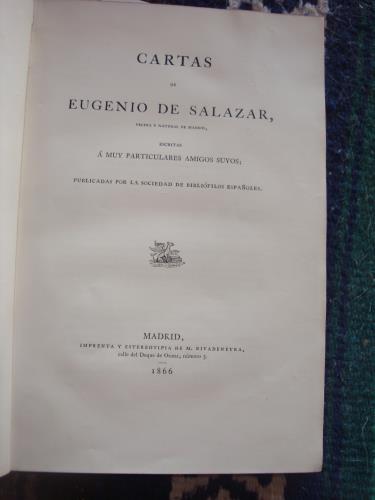 CARTAS
DE
EUGENIO DE SALAZAR,
VECINO Y NATURAL DE MADRID,
ESCRITAS
Á MUY PARTICULARES AMIGOS SUYOS;
PUBLICADAS POR LA SOCIEDAD DE BIBLIÓFILOS ESPAÑOLES.
MADRID,
IMPRENTA Y ESTEREOTIPIA DE M. RIVADENEYRA,
calle del Duque de Osuna, número 3.
1866